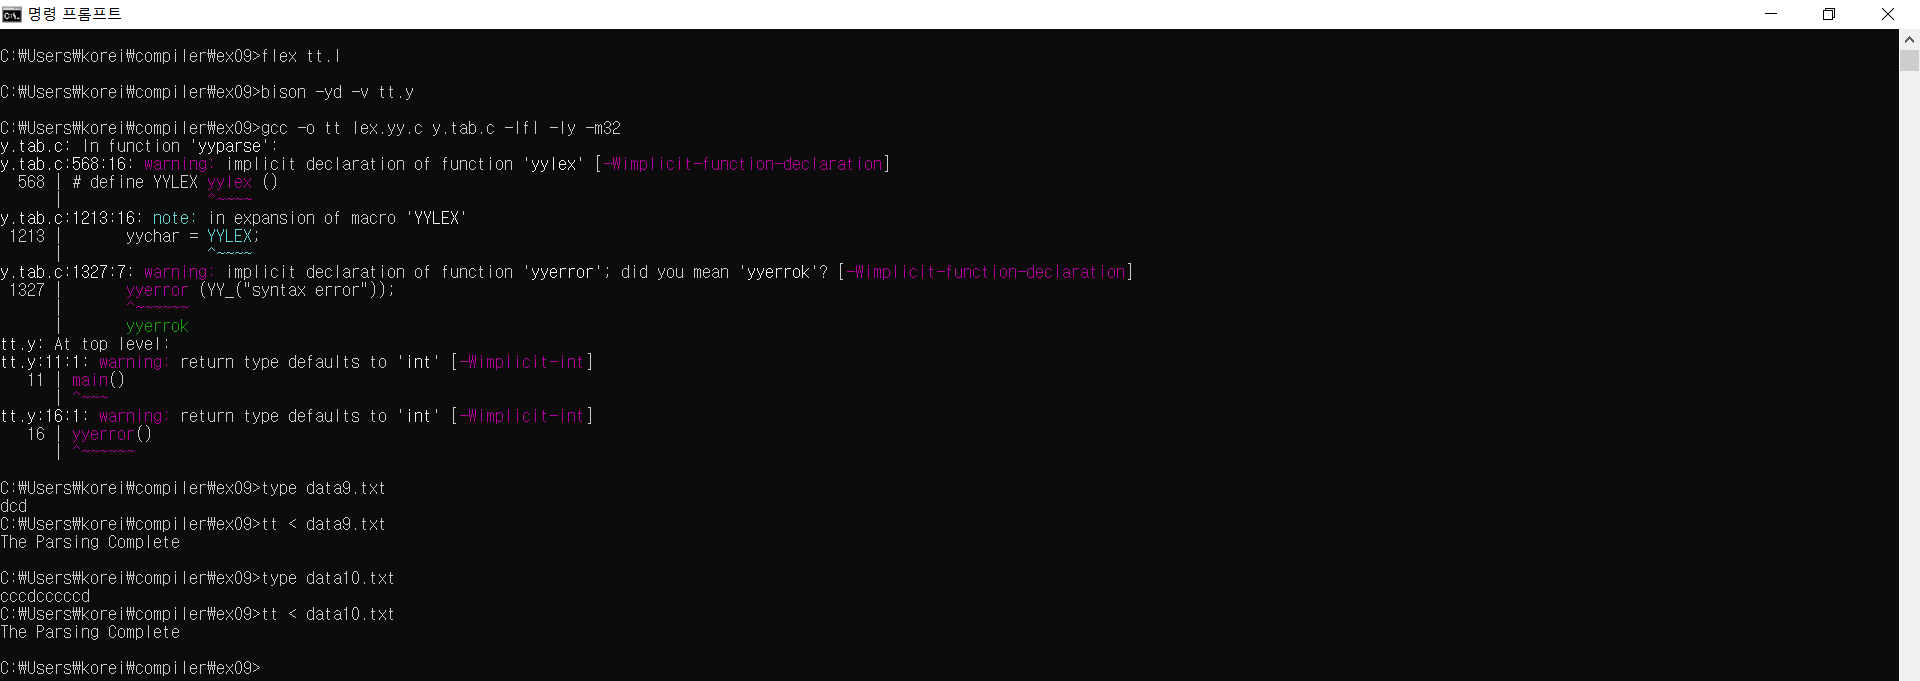 명령 프롬프트
C:\Users\korei\compiler\ex09>flex tt.l
C:\Users\korei\compiler\ex09>bison -yd -v tt.y
C:\Users\korei\compiler\ex09>gcc -o tt lex.yy.c y.tab.c -lfl -ly -m32
y.tab.c: In function 'yyparse':
y.tab.c:568:16: warning: implicit declaration of function 'yylex' [-Wimplicit-function-declaration]
  568 | # define YYLEX yylex ()
      |                ^~~~~
y.tab.c:1213:16: note: in expansion of macro 'YYLEX'
 1213 |       yychar = YYLEX;
      |                ^~~~~
y.tab.c:1327:7: warning: implicit declaration of function 'yyerror'; did you mean 'yyerrok'? [-Wimplicit-function-declaration]
 1327 |       yyerror (YY_("syntax error"));
      |       ^~~~~~~
      |       yyerrok
tt.y: At top level:
tt.y:11:1: warning: return type defaults to 'int' [-Wimplicit-int]
   11 | main()
      | ^~~~
tt.y:16:1: warning: return type defaults to 'int' [-Wimplicit-int]
   16 | yyerror()
      | ^~~~~~~
C:\Users\korei\compiler\ex09>type data9.txt
dcd
C:\Users\korei\compiler\ex09>tt < data9.txt
The Parsing Complete
C:\Users\korei\compiler\ex09>type data10.txt
cccdcccccd
C:\Users\korei\compiler\ex09>tt < data10.txt
The Parsing Complete
C:\Users\korei\compiler\ex09>